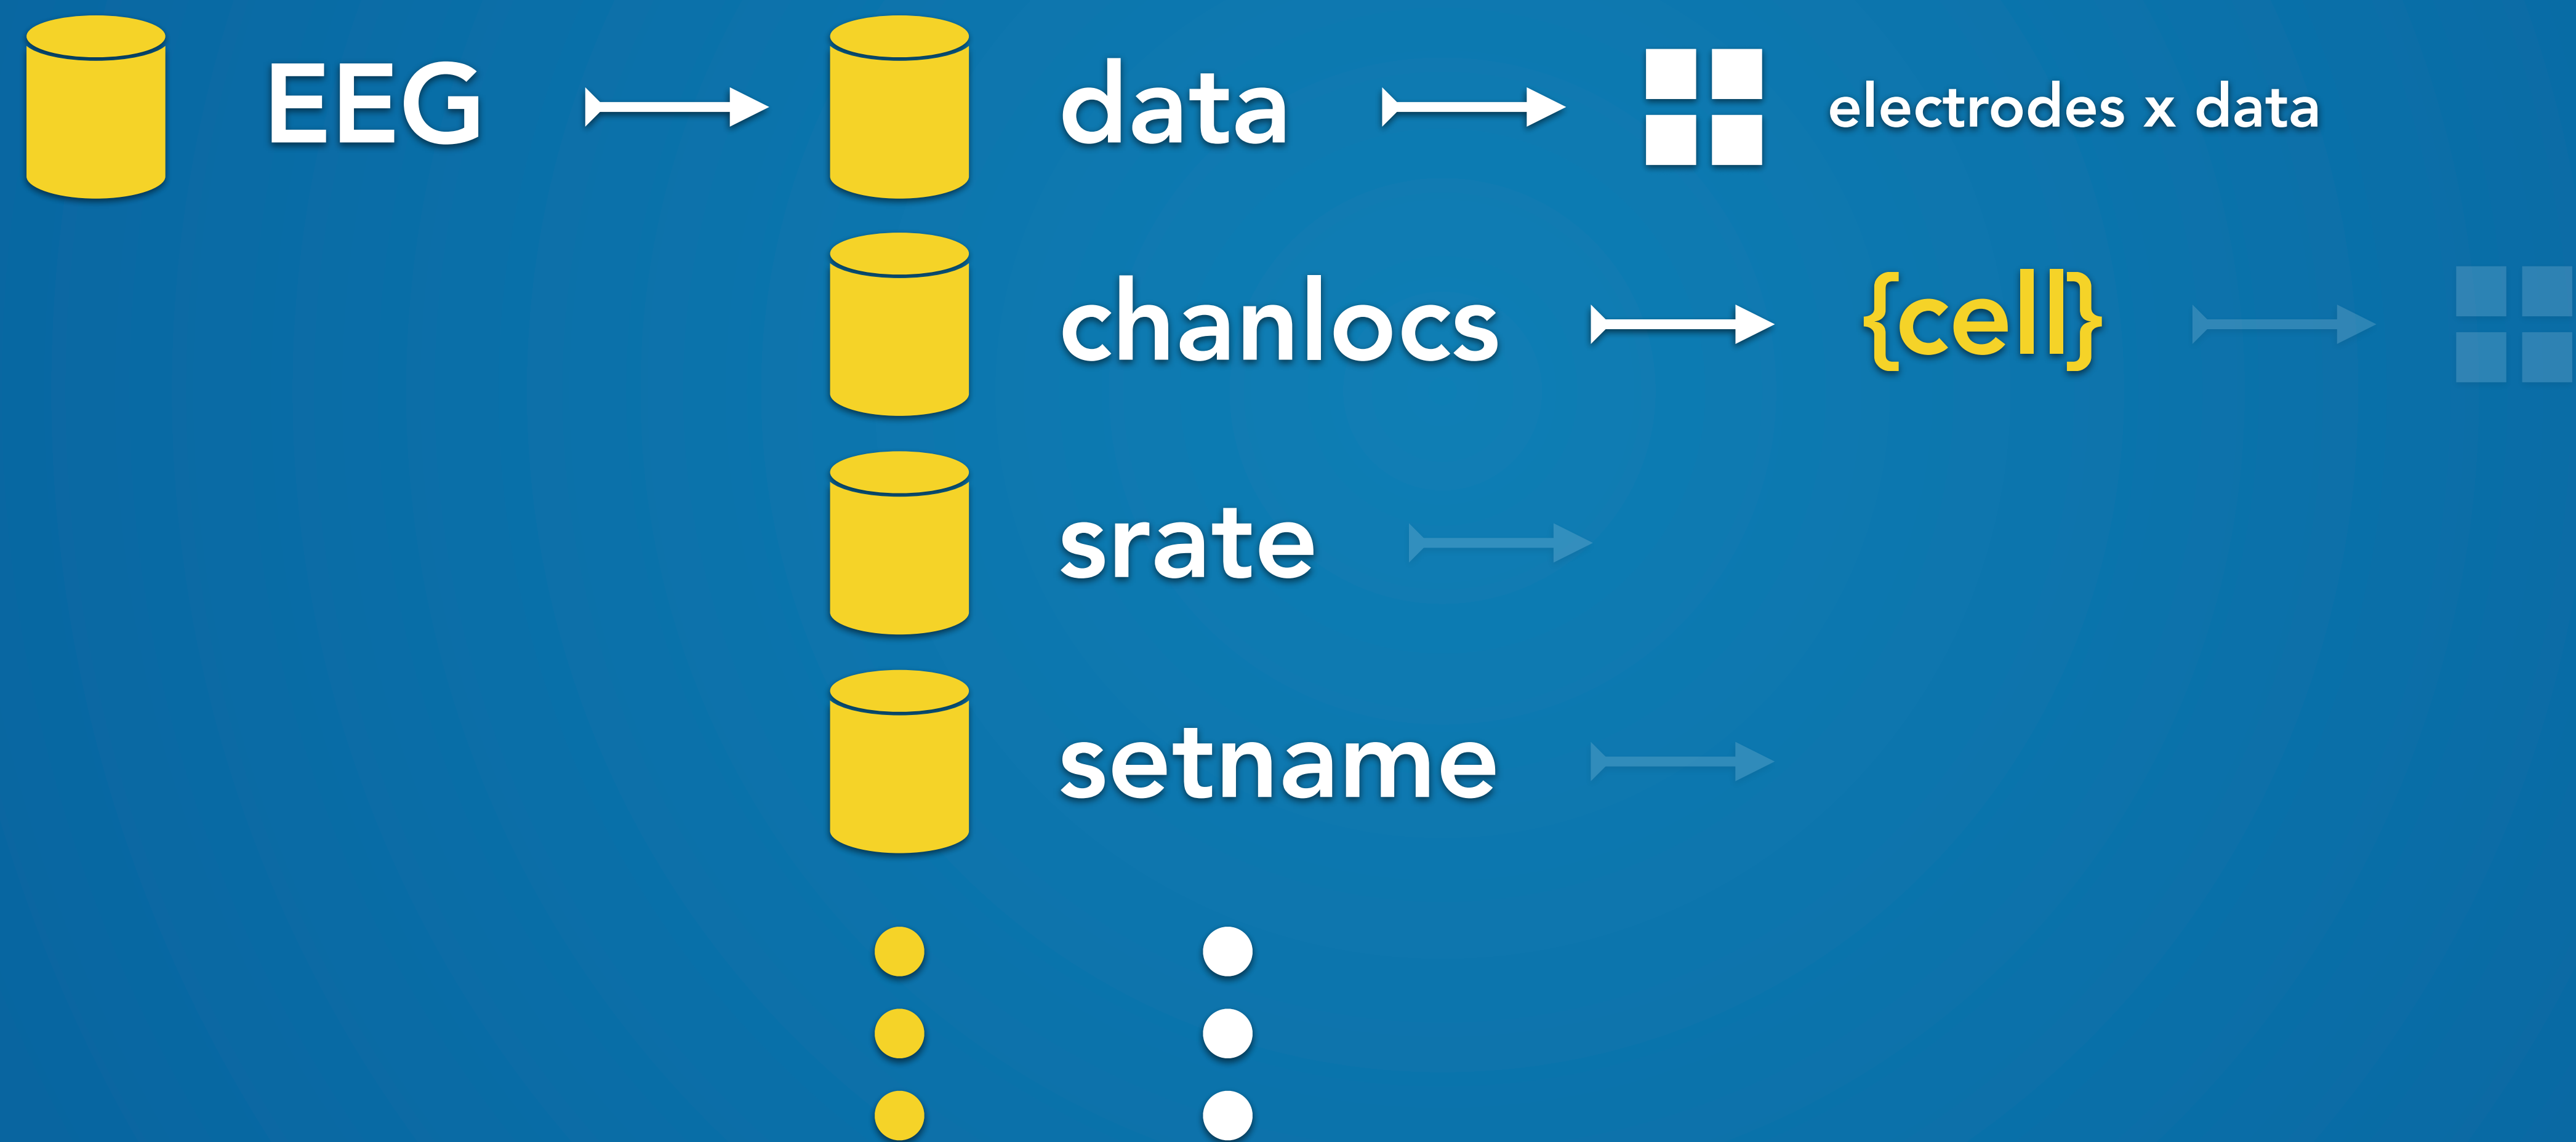 EEG data electrodes x data
chanlocs {cell}
srate
setname